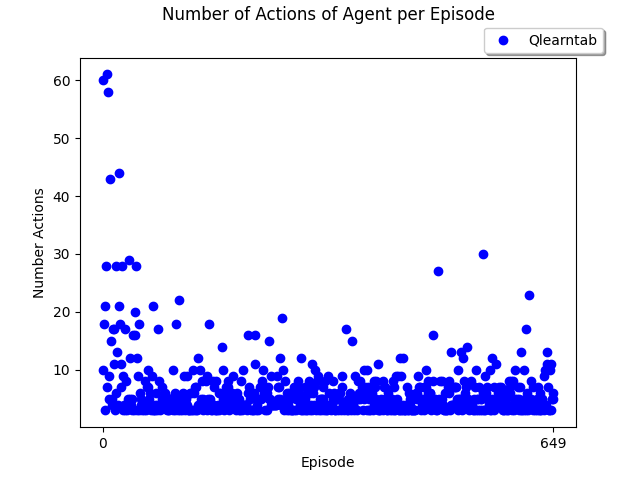 Number of Actions of Agent per Episode
Qlearntab
60
50
40
30
20
10
Number Actions
0
649
Episode